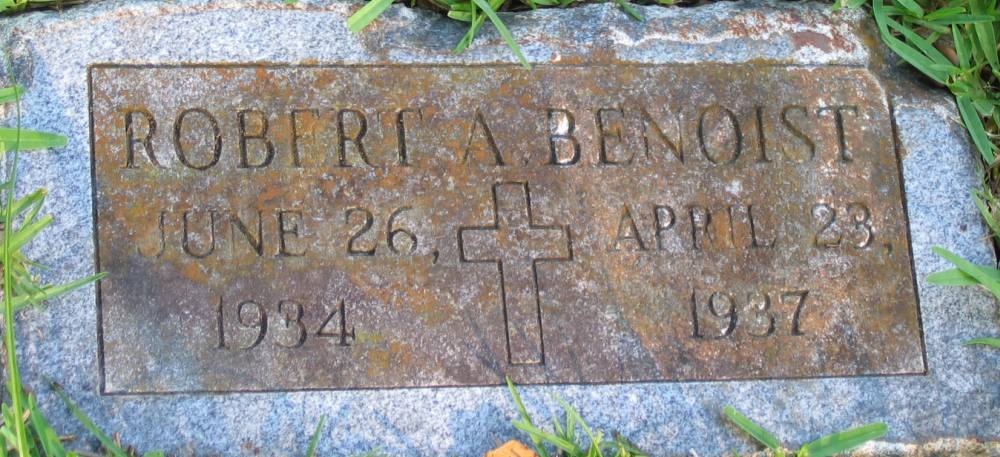 ROBERT A. BENOIST
JUNE 26, APRIL 23,
1934 1937